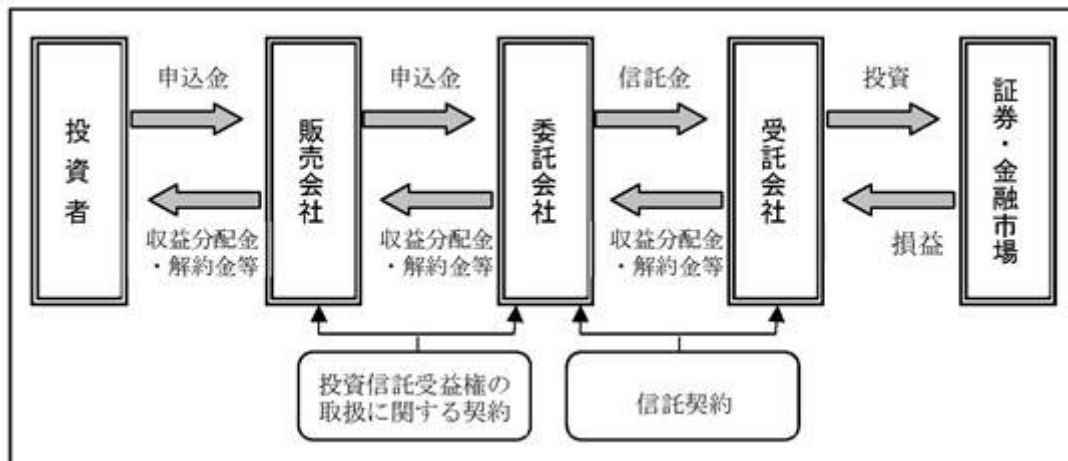 投資者
申込金
収益分配金
・解約金等
販売会社
申込金
収益分配金
・解約金等
委託会社
信託金
収益分配金
・解約金等
受託会社
投資
損益
証券・金融市場
投資信託受益権の
取扱に関する契約
信託契約